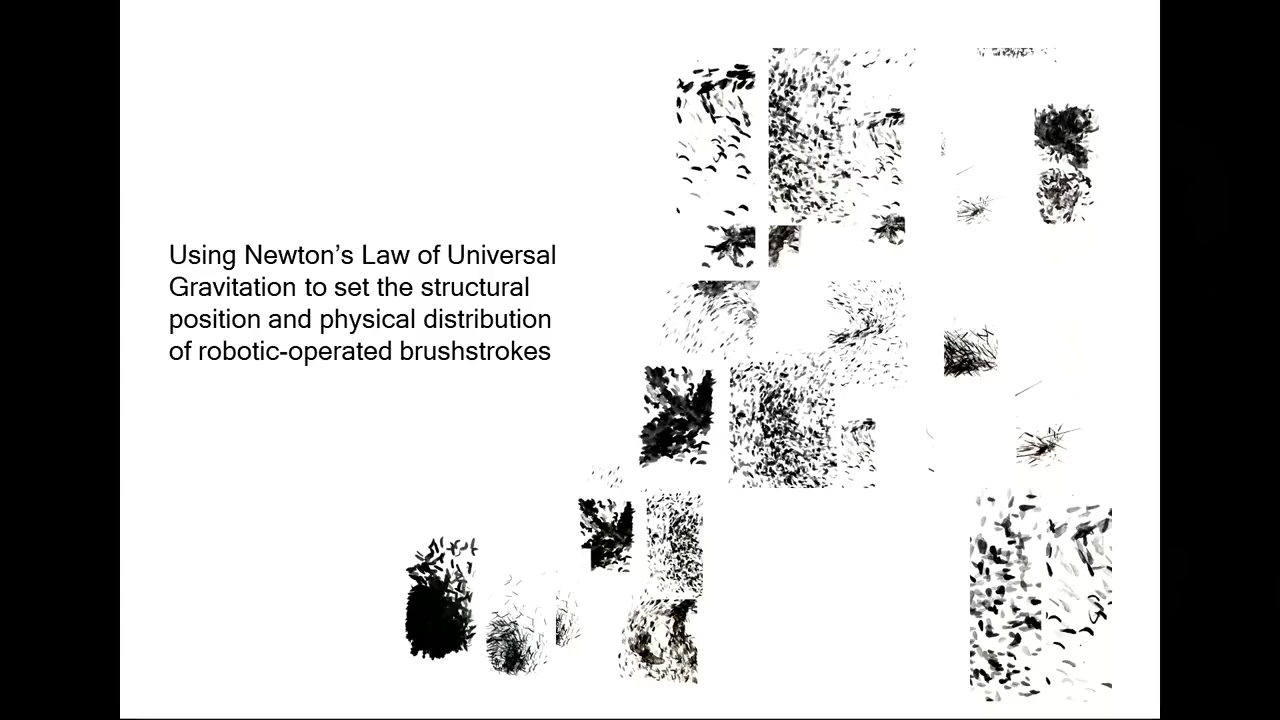 Using Newton’s Law of Universal
Gravitation to set the structural
position and physical distribution
of robotic-operated brushstrokes